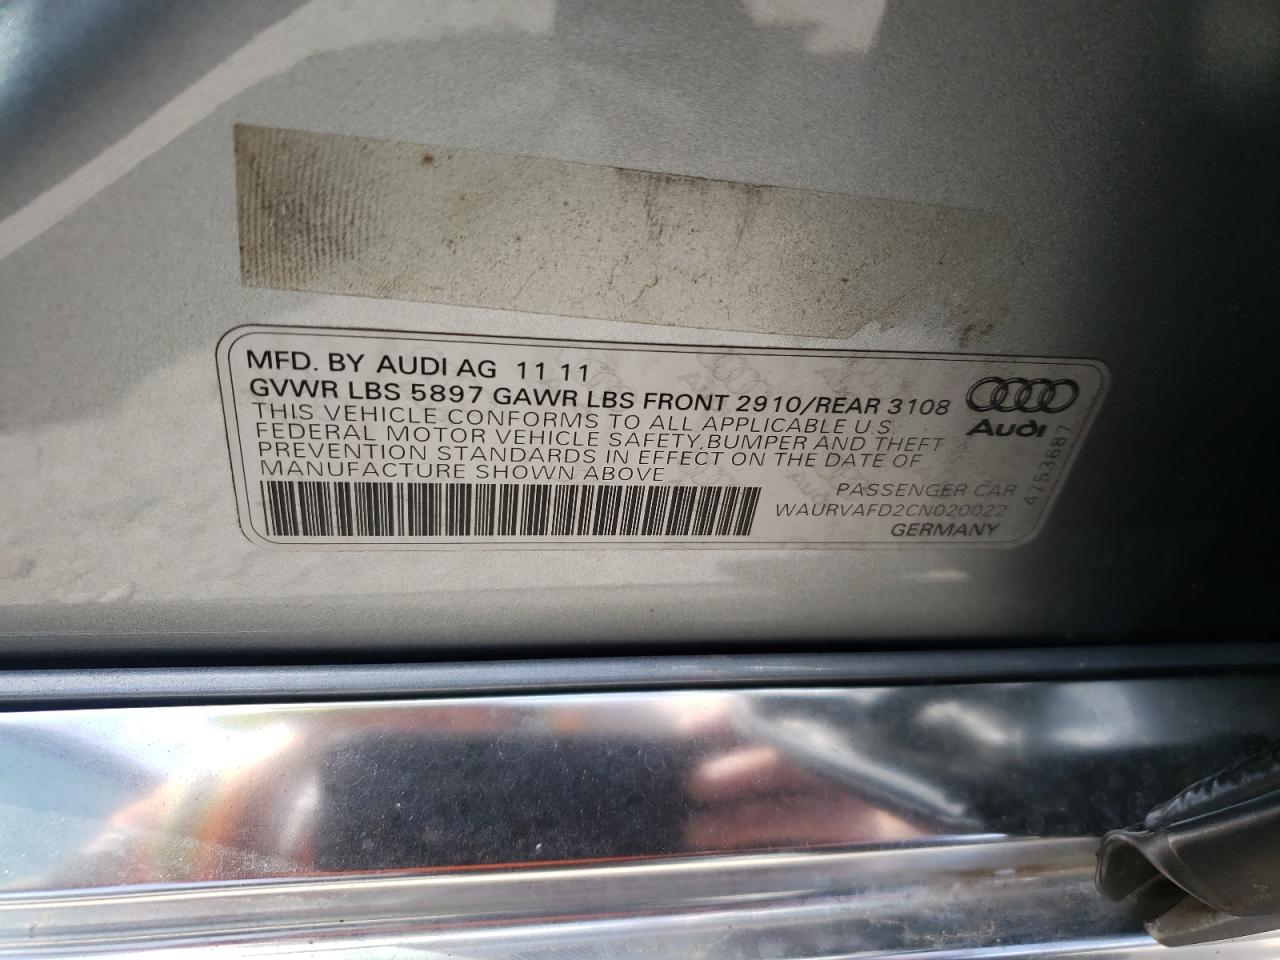 MFD. BY AUDI AG 11 11
GVWR LBS 5897 GAWR LBS FRONT 2910/REAR 3108
THIS VEHICLE CONFORMS TO ALL APPLICABLE U.S.
FEDERAL MOTOR VEHICLE SAFETY, BUMPER AND THEFT
PREVENTION STANDARDS IN EFFECT ON THE DATE OF
MANUFACTURE SHOWN ABOVE
Audi
PASSENGER CAR
WAURVAFD2CN020022
GERMANY
4753687